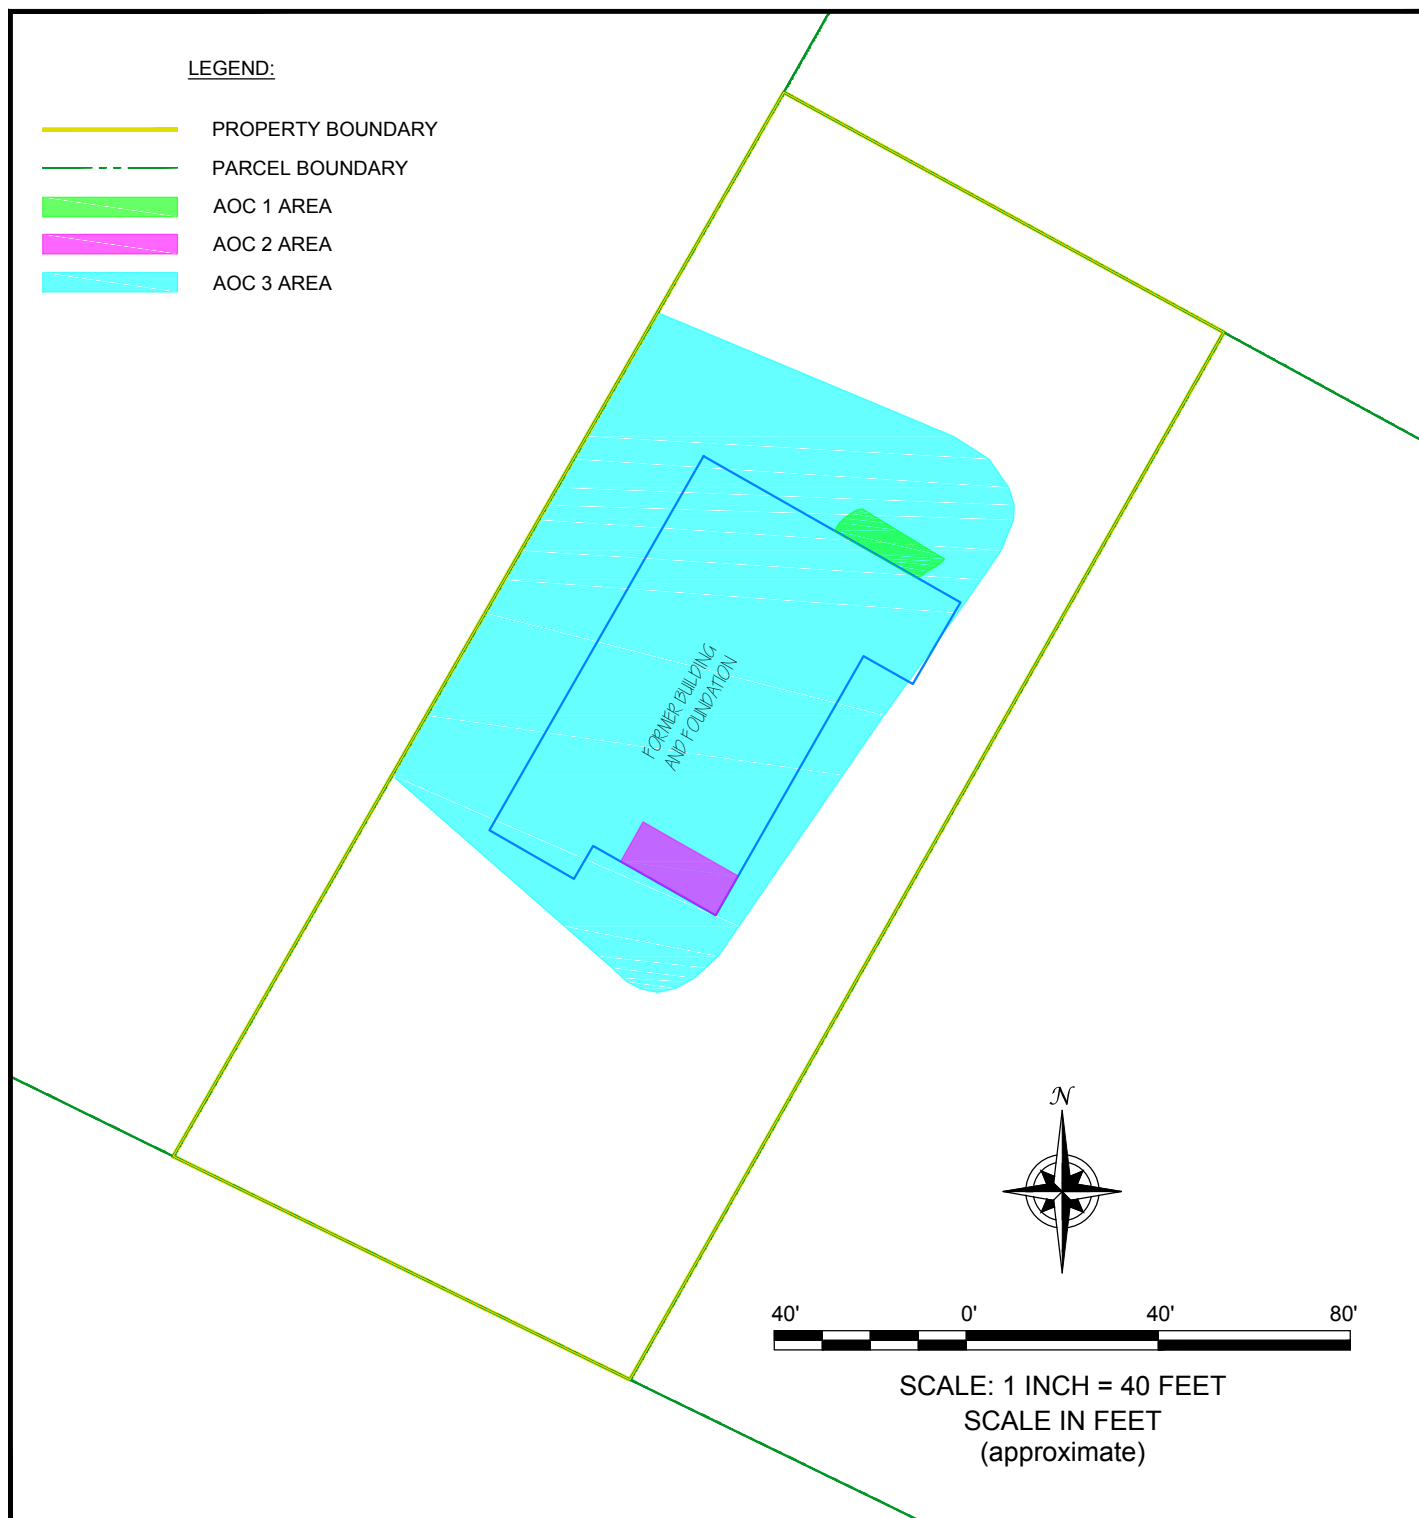 LEGEND:
PROPERTY BOUNDARY
PARCEL BOUNDARY
AOC 1 AREA
AOC 2 AREA
AOC 3 AREA
FORMER BUILDING
AND FOUNDATION
N
40' 0' 40' 80'
SCALE: 1 INCH = 40 FEET
SCALE IN FEET
(approximate)